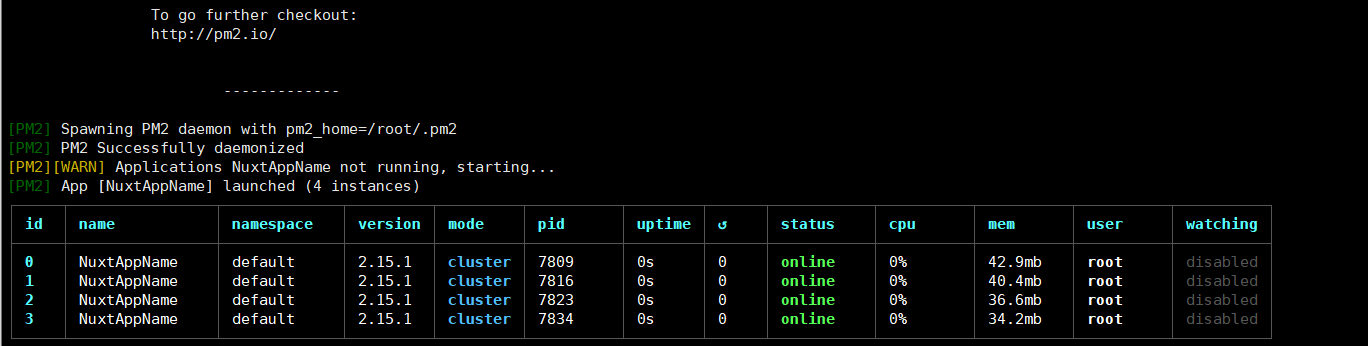 To go further checkout:
http://pm2.io/
-------------
[PM2] Spawning PM2 daemon with pm2_home=/root/.pm2
[PM2] PM2 Successfully daemonized
[PM2][WARN] Applications NuxtAppName not running, starting...
[PM2] App [NuxtAppName] launched (4 instances)
id name namespace version mode pid uptime ↺ status cpu mem user watching
0 NuxtAppName default 2.15.1 cluster 7809 0s 0 online 0% 42.9mb root disabled
1 NuxtAppName default 2.15.1 cluster 7816 0s 0 online 0% 40.4mb root disabled
2 NuxtAppName default 2.15.1 cluster 7823 0s 0 online 0% 36.6mb root disabled
3 NuxtAppName default 2.15.1 cluster 7834 0s 0 online 0% 34.2mb root disabled